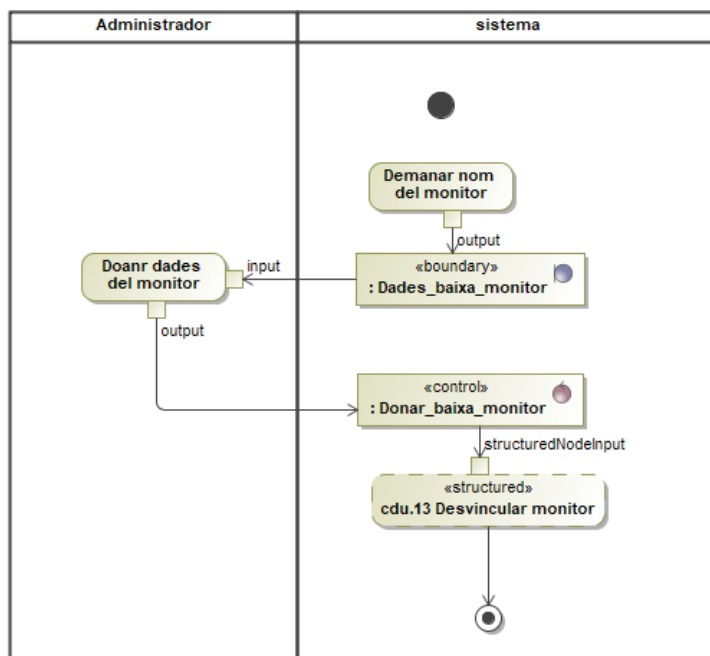 Administrador
sistema
Demanar nom
del monitor
output
«boundary»
: Dades_baixa_monitor
input
Doanr dades
del monitor
output
«control»
: Donar_baixa_monitor
structuredNodeInput
«structured»
cdu.13 Desvincular monitor